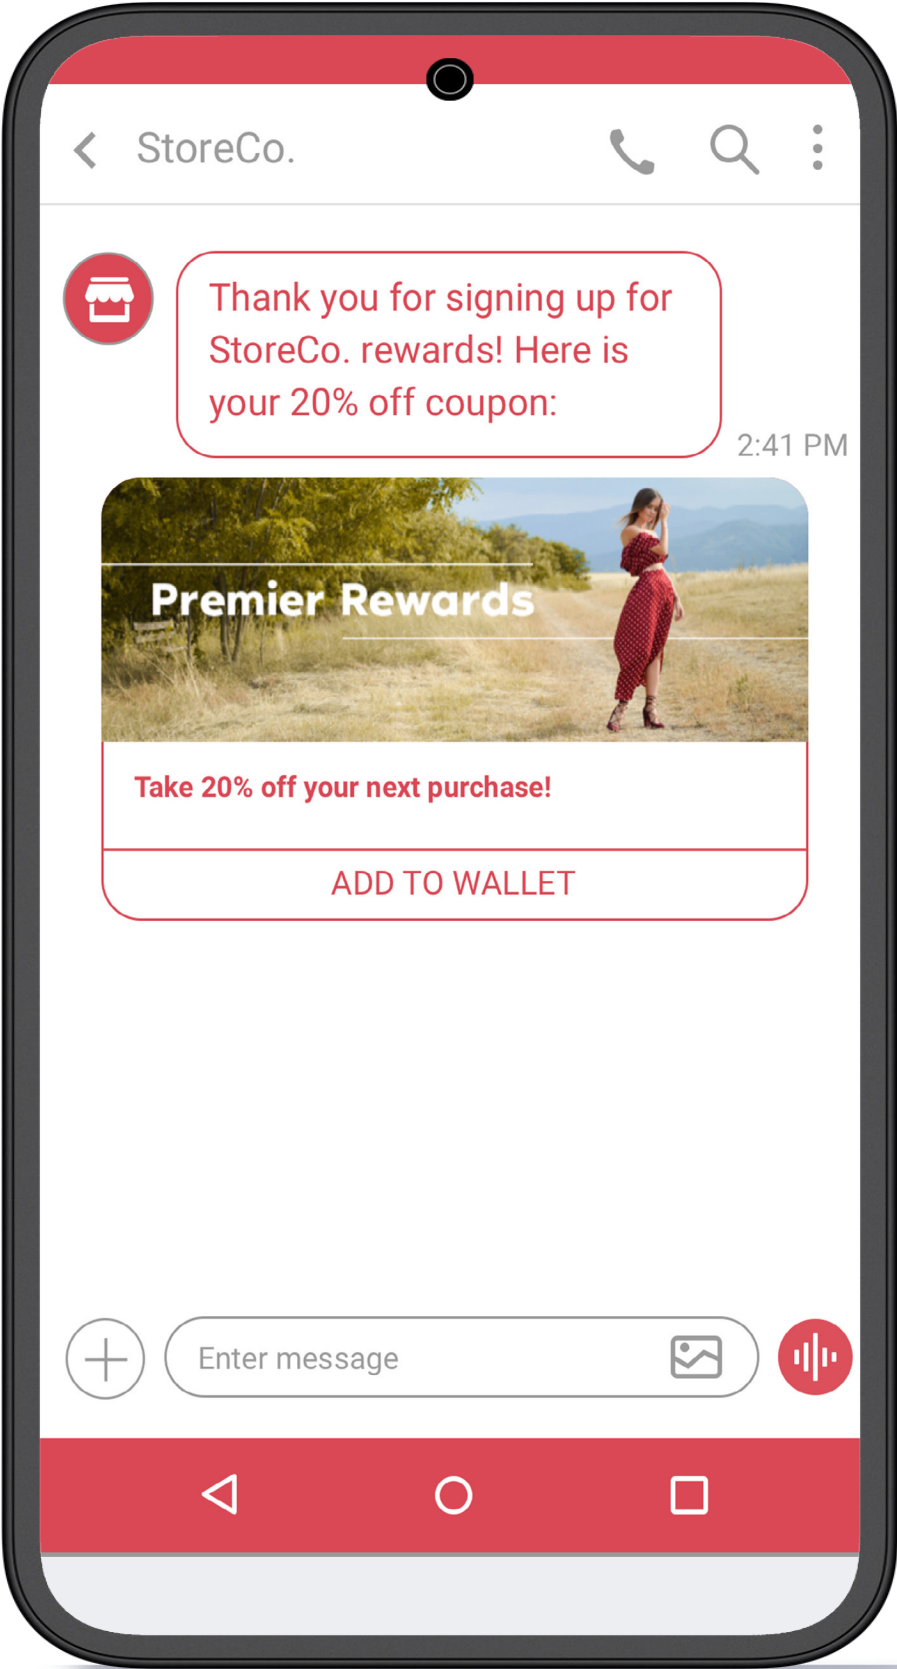 StoreCo.
Thank you for signing up for
StoreCo. rewards! Here is
your 20% off coupon:
2:41 PM
Premier Rewards
Take 20% off your next purchase!
ADD TO WALLET
Enter message